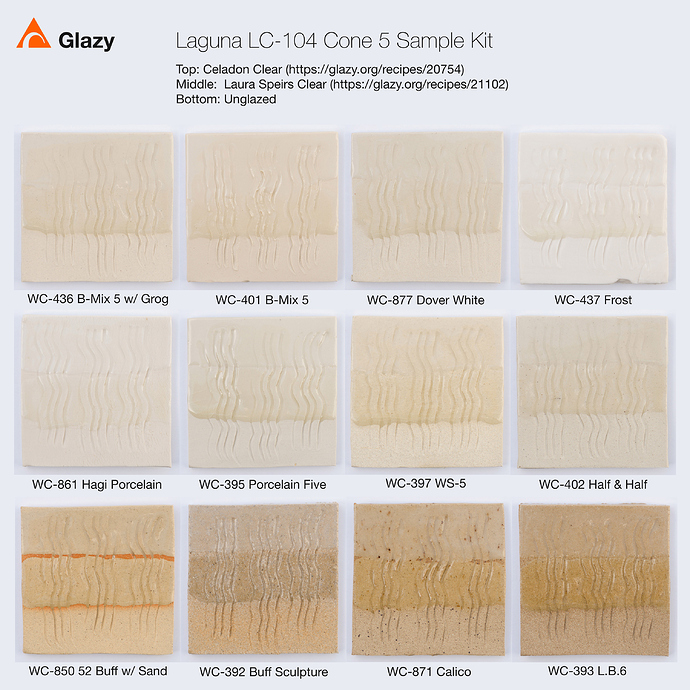 Glazy
Laguna LC-104 Cone 5 Sample Kit
Top: Celadon Clear (https://glazy.org/recipes/20754)
Middle:  Laura Speirs Clear (https://glazy.org/recipes/21102)
Bottom: Unglazed
WC-436 B-Mix 5 w/ Grog
WC-401 B-Mix 5
WC-877 Dover White
WC-437 Frost
WC-861 Hagi Porcelain
WC-395 Porcelain Five
WC-397 WS-5
WC-402 Half & Half
WC-850 52 Buff w/ Sand
WC-392 Buff Sculpture
WC-871 Calico
WC-393 L.B.6